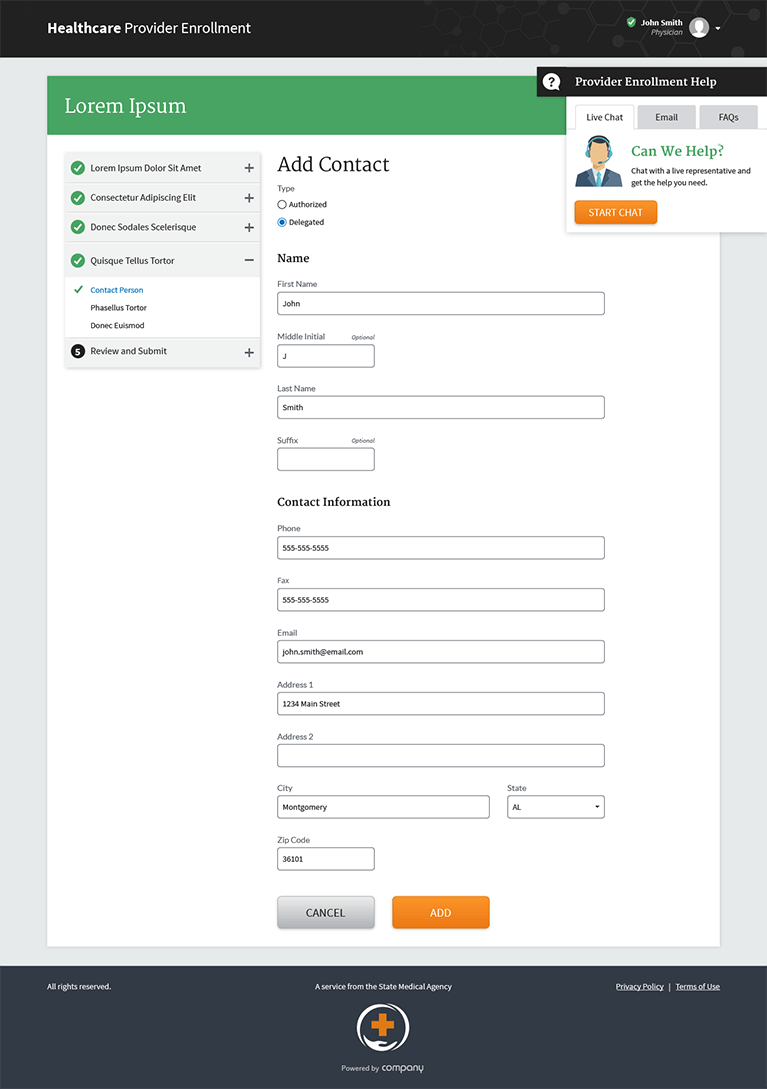 Healthcare Provider Enrollment
John Smith
Physician
? Provider Enrollment Help
Live Chat Email FAQs
Can We Help?
Chat with a live representative and
get the help you need.
START CHAT
Lorem Ipsum
Lorem Ipsum Dolor Sit Amet
Consectetur Adipiscing Elit
Donec Sodales Scelerisque
Quisque Tellus Tortor
Contact Person
Phasellus Tortor
Donec Euismod
5 Review and Submit
Add Contact
Type
Authorized
Delegated
Name
First Name
John
Middle Initial Optional
J
Last Name
Smith
Suffix Optional
Contact Information
Phone
555-555-5555
Fax
555-555-5555
Email
john.smith@email.com
Address 1
1234 Main Street
Address 2
City State
Montgomery AL
Zip Code
36101
CANCEL ADD
All rights reserved. A service from the State Medical Agency Privacy Policy | Terms of Use
Powered by company